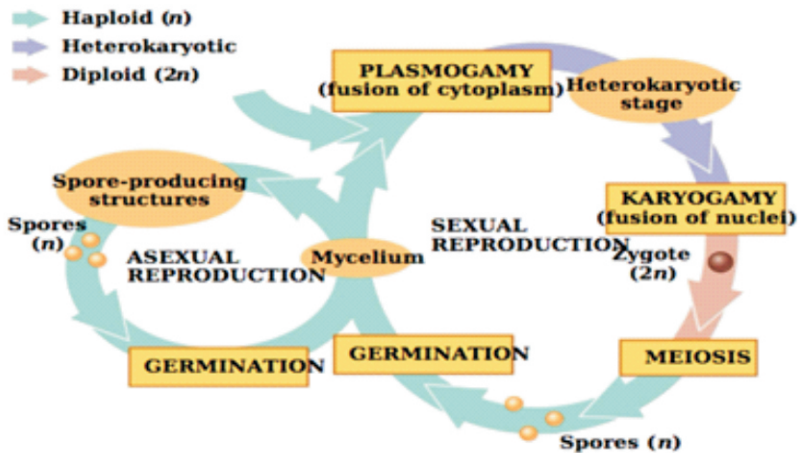 Haploid (n)
Heterokaryotic
Diploid (2n)
PLASMOGAMY
(fusion of cytoplasm)
Heterokaryotic
stage
Spore-producing
structures
Spores
(n)
ASEXUAL
REPRODUCTION
Mycelium
SEXUAL
REPRODUCTION
KARYOGAMY
(fusion of nuclei)
Zygote
(2n)
GERMINATION
GERMINATION
MEIOSIS
Spores (n)